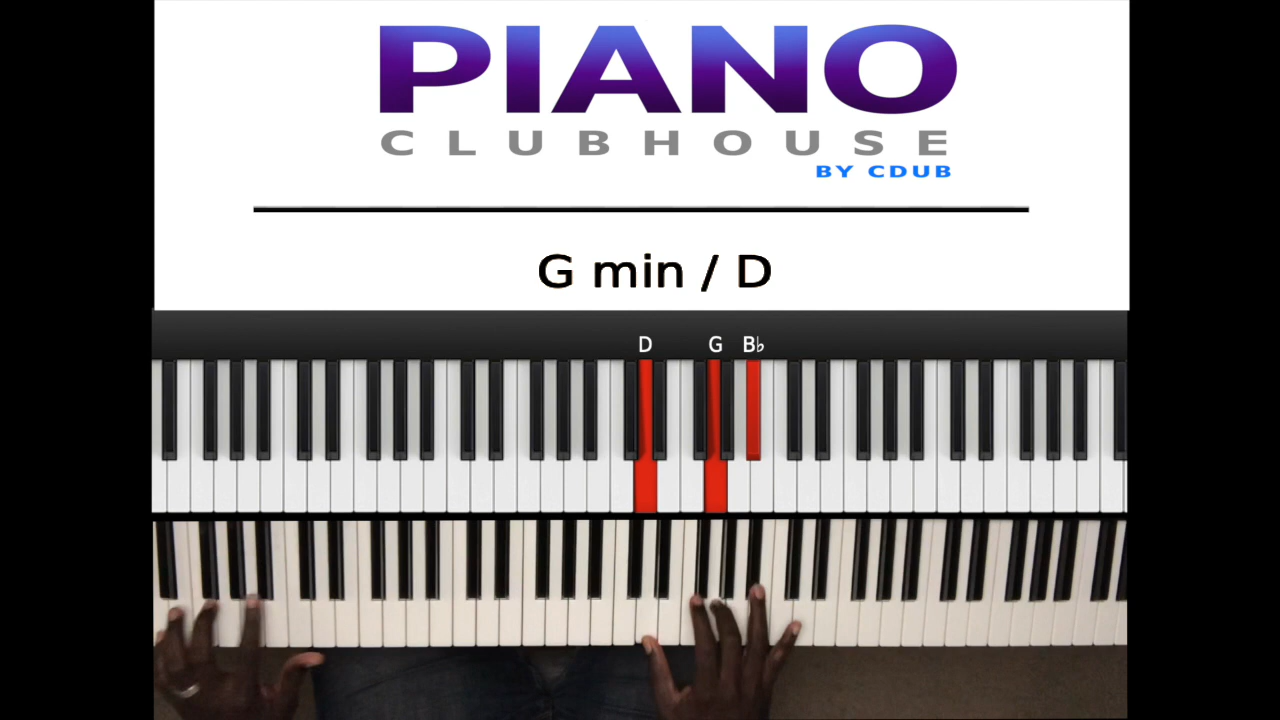 PIANO
CLUBHOUSE
BY CDUB
G min / D
D G B♭